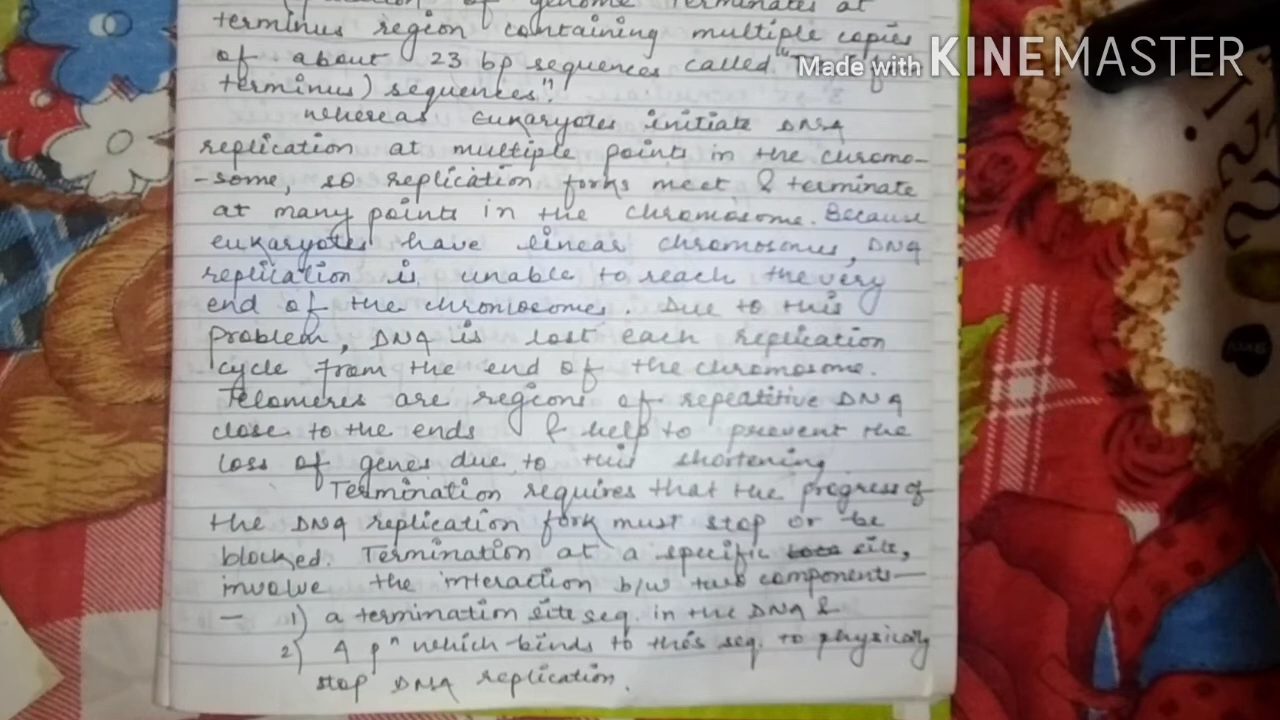 of genome terminates at
terminus region containing multiple copies
of about 23 bp sequences called "T
terminus) sequences".
Made with KINEMASTER
whereas eukaryotes initiate DNA
replication at multiple points in the chromo-
-some, so replication forks meet & terminate
at many points in the chromosome. Because
eukaryotes have linear chromosomes, DNA
replication is unable to reach the very
end of the chromosomes. Due to this
problem, DNA is lost each replication
cycle from the end of the chromosome.
Telomeres are regions of repeatitive DNA
close to the ends & help to prevent the
loss of genes due to this shortening
Termination requires that the progress of
the DNA replication fork must stop or be
blocked. Termination at a specific site,
involve the interaction b/w two components—
— 1) a termination site seq. in the DNA &
2) A pⁿ which binds to this seq. to physically
stop DNA replication.